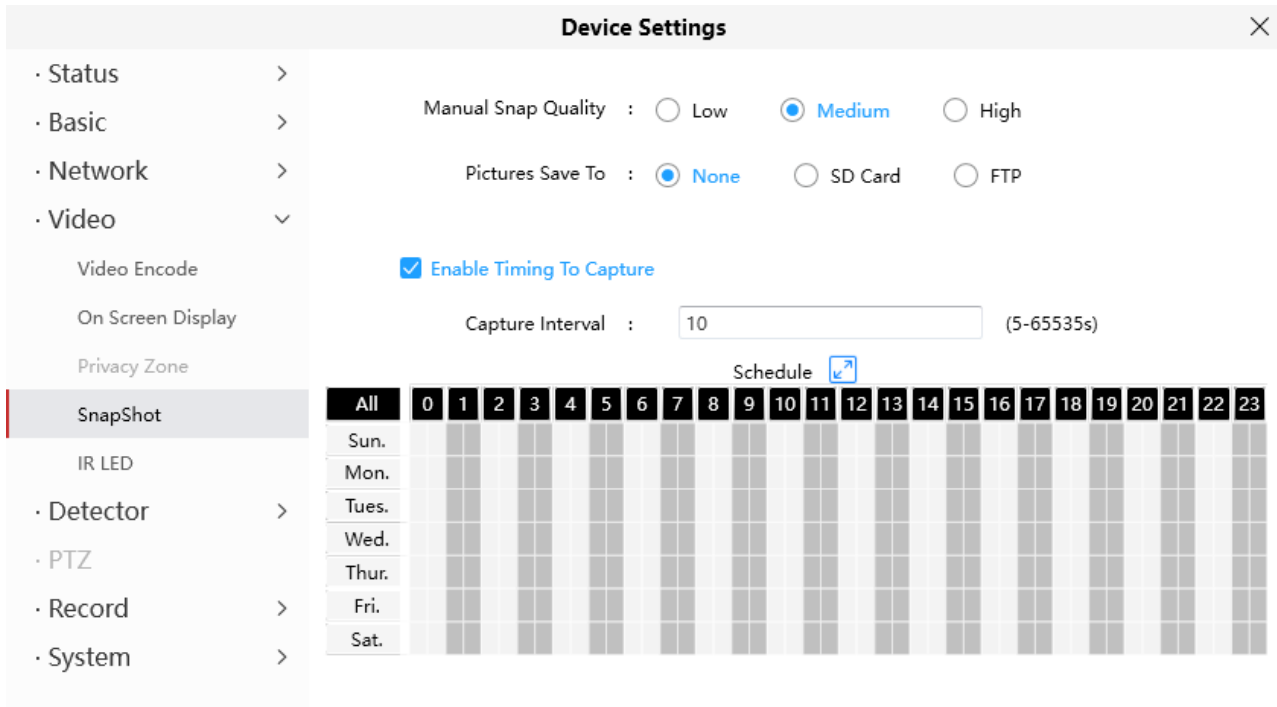 Device Settings
· Status
· Basic
· Network
· Video
Video Encode
On Screen Display
Privacy Zone
SnapShot
IR LED
· Detector
· PTZ
· Record
· System
Manual Snap Quality : Low Medium High
Pictures Save To : None SD Card FTP
Enable Timing To Capture
Capture Interval : 10 (5-65535s)
Schedule
All 0 1 2 3 4 5 6 7 8 9 10 11 12 13 14 15 16 17 18 19 20 21 22 23
Sun.
Mon.
Tues.
Wed.
Thur.
Fri.
Sat.